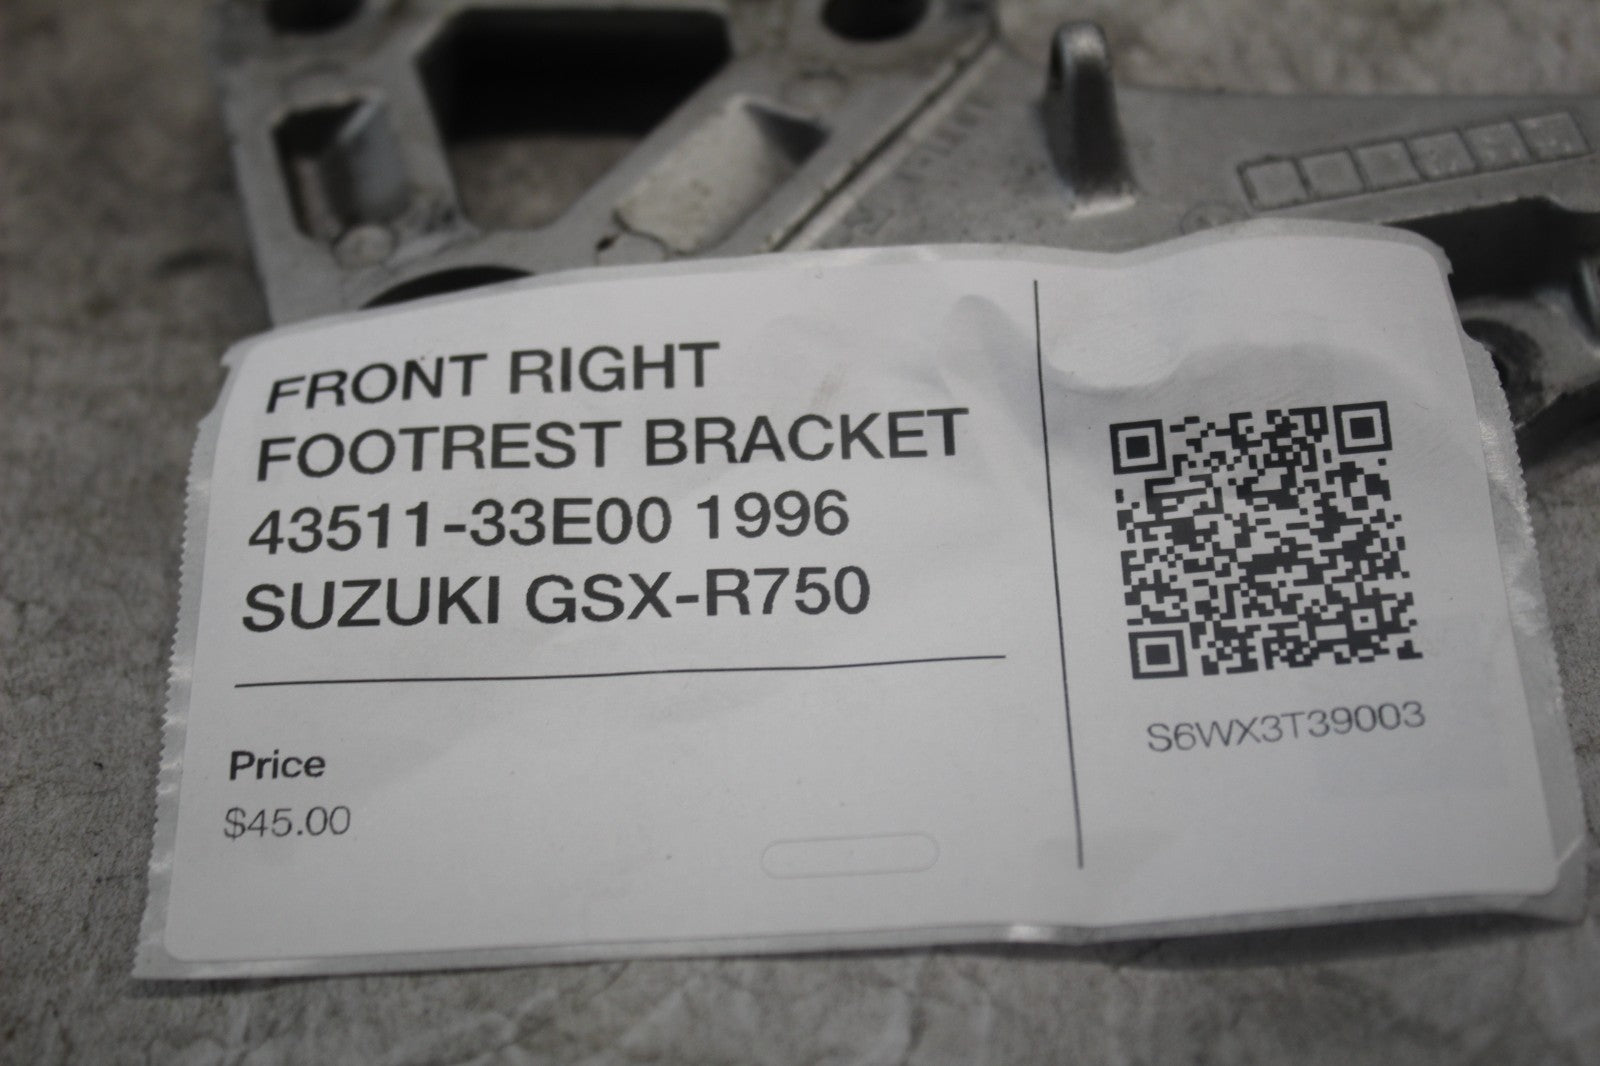 FRONT RIGHT
FOOTREST BRACKET
43511-33E00 1996
SUZUKI GSX-R750
Price
$45.00
S6WX3T39003